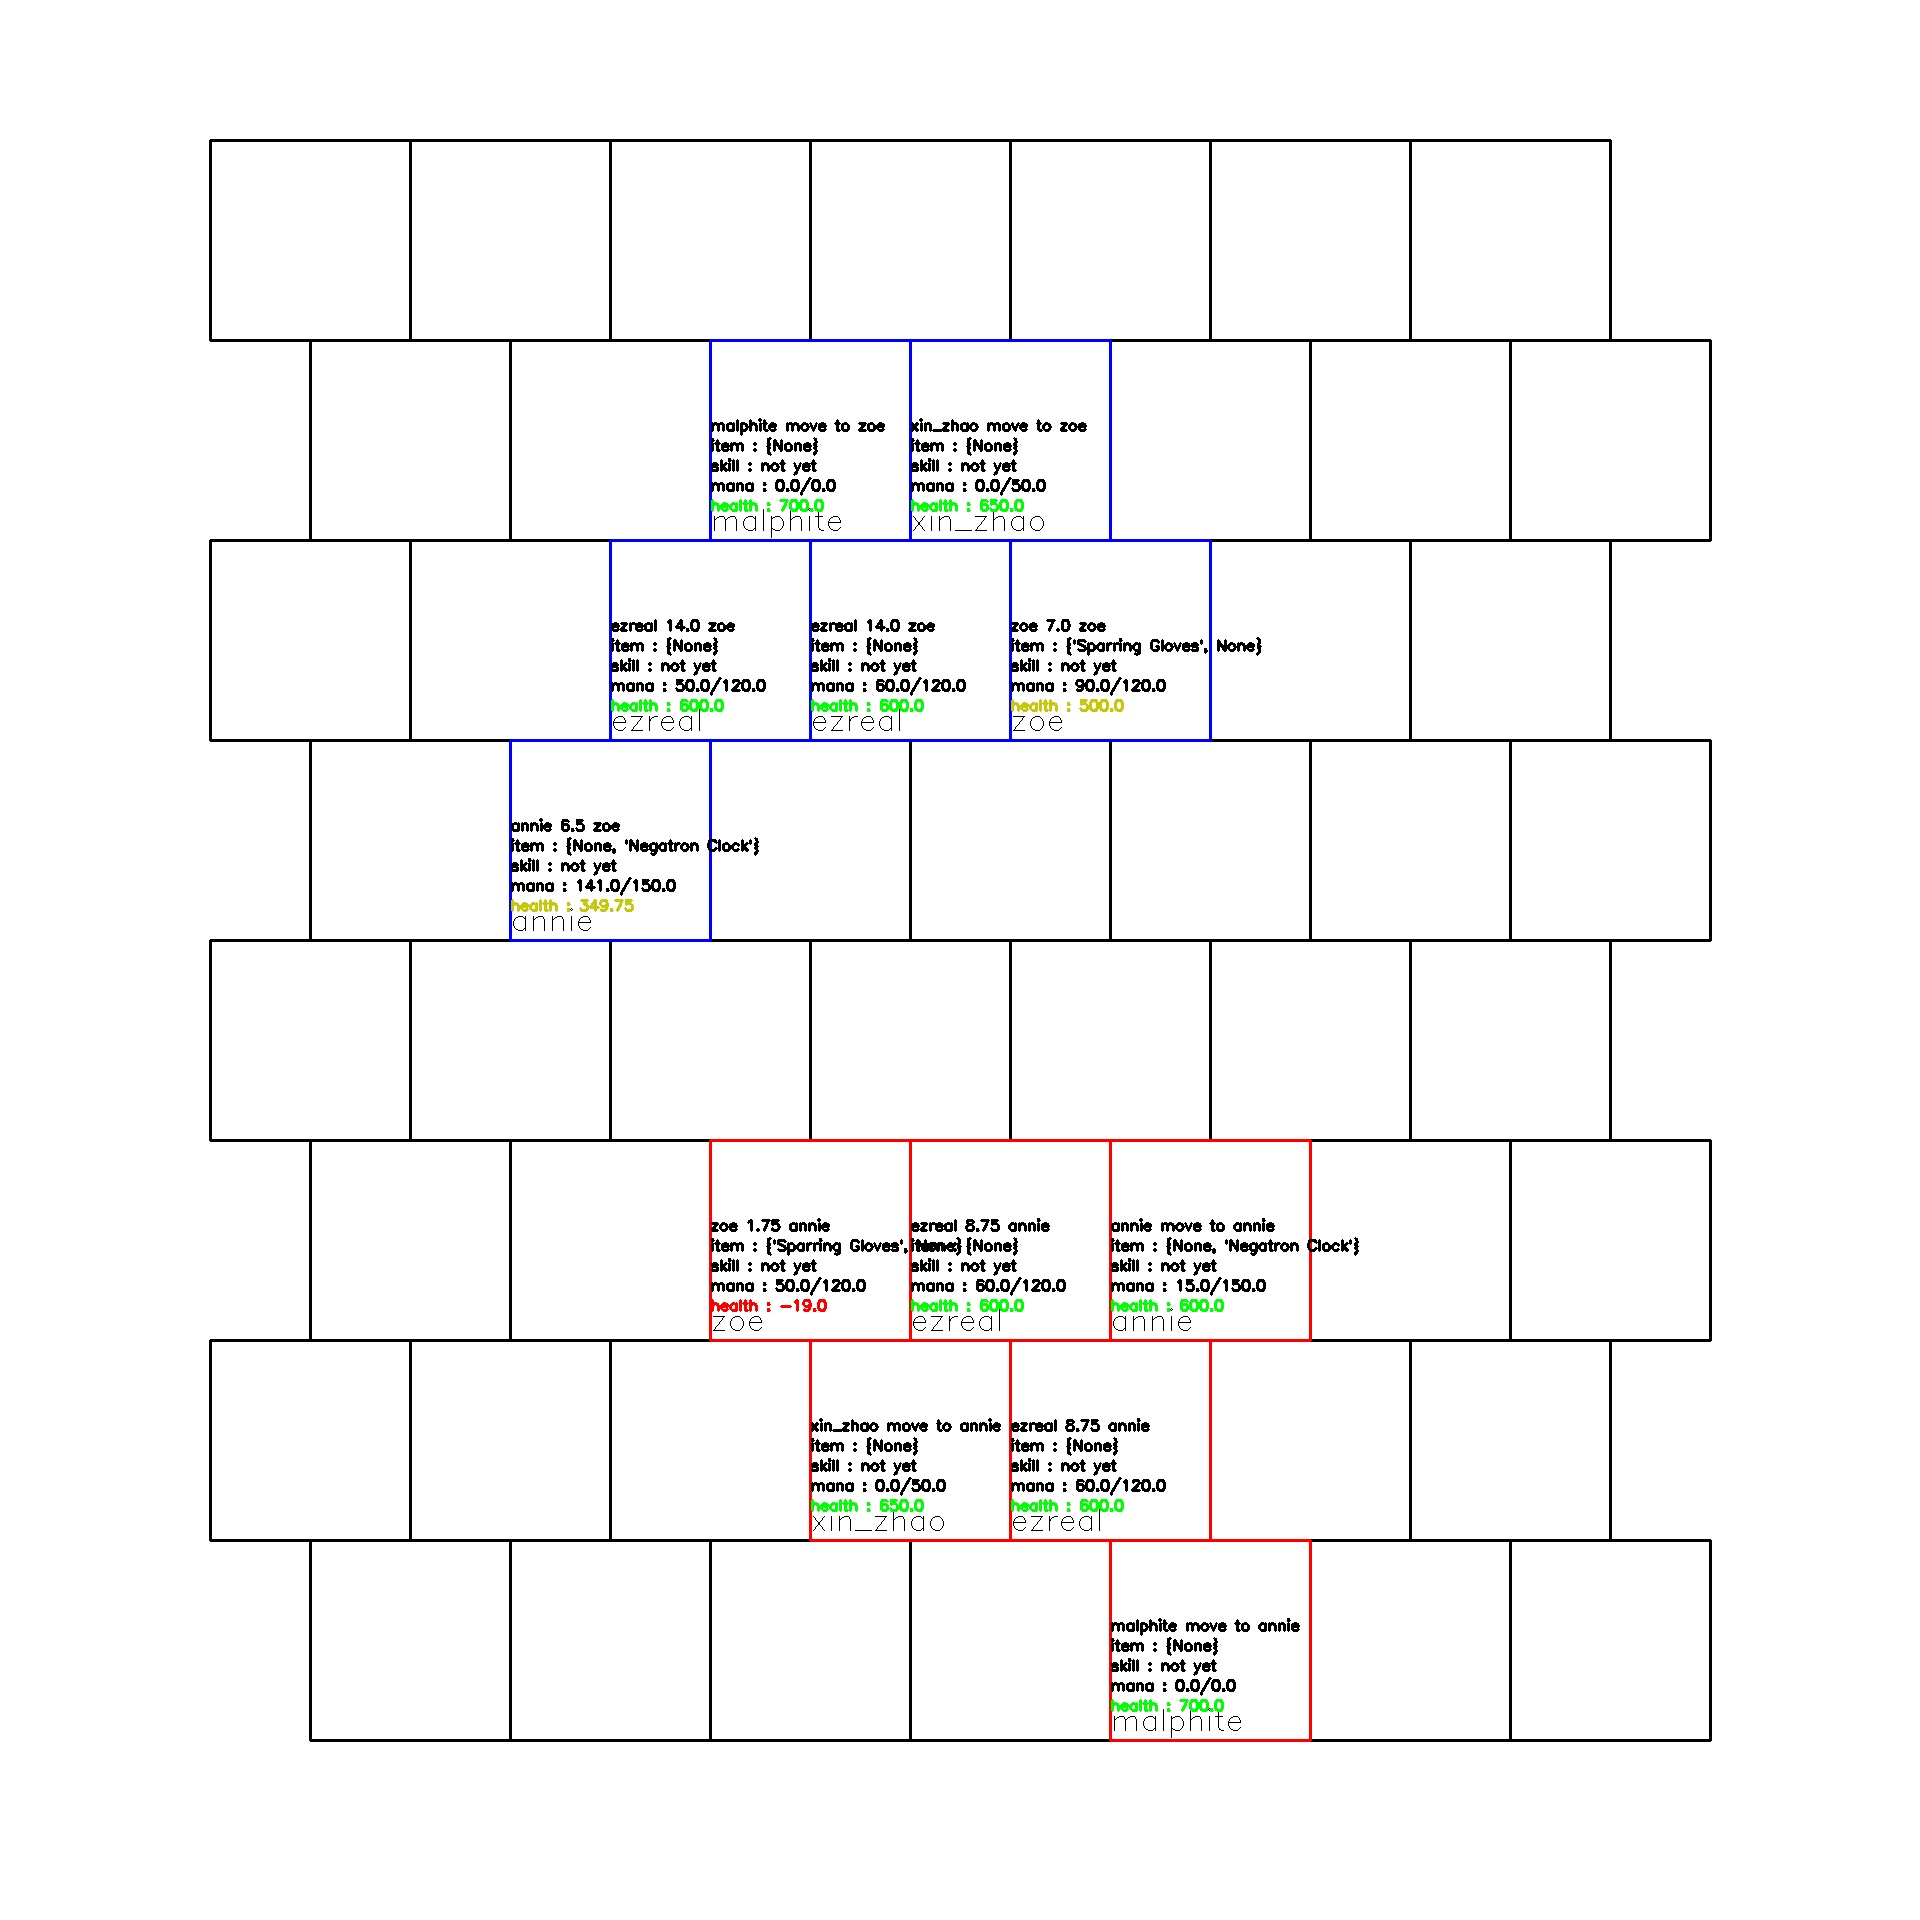 malphite move to zoe
item : {None}
skill : not yet
mana : 0.0/0.0
health : 700.0
malphite
xin_zhao move to zoe
item : {None}
skill : not yet
mana : 0.0/50.0
health : 650.0
xin_zhao
ezreal 14.0 zoe
item : {None}
skill : not yet
mana : 50.0/120.0
health : 600.0
ezreal
ezreal 14.0 zoe
item : {None}
skill : not yet
mana : 60.0/120.0
health : 600.0
ezreal
zoe 7.0 zoe
item : {'Sparring Gloves', None}
skill : not yet
mana : 90.0/120.0
health : 500.0
zoe
annie 6.5 zoe
item : {None, 'Negatron Clock'}
skill : not yet
mana : 141.0/150.0
health : 349.75
annie
zoe 1.75 annie
item : {'Sparring Gloves', None}
skill : not yet
mana : 50.0/120.0
health : -19.0
zoe
ezreal 8.75 annie
item : {None}
skill : not yet
mana : 60.0/120.0
health : 600.0
ezreal
annie move to annie
item : {None, 'Negatron Clock'}
skill : not yet
mana : 15.0/150.0
health : 600.0
annie
xin_zhao move to annie
item : {None}
skill : not yet
mana : 0.0/50.0
health : 650.0
xin_zhao
ezreal 8.75 annie
item : {None}
skill : not yet
mana : 60.0/120.0
health : 600.0
ezreal
malphite move to annie
item : {None}
skill : not yet
mana : 0.0/0.0
health : 700.0
malphite